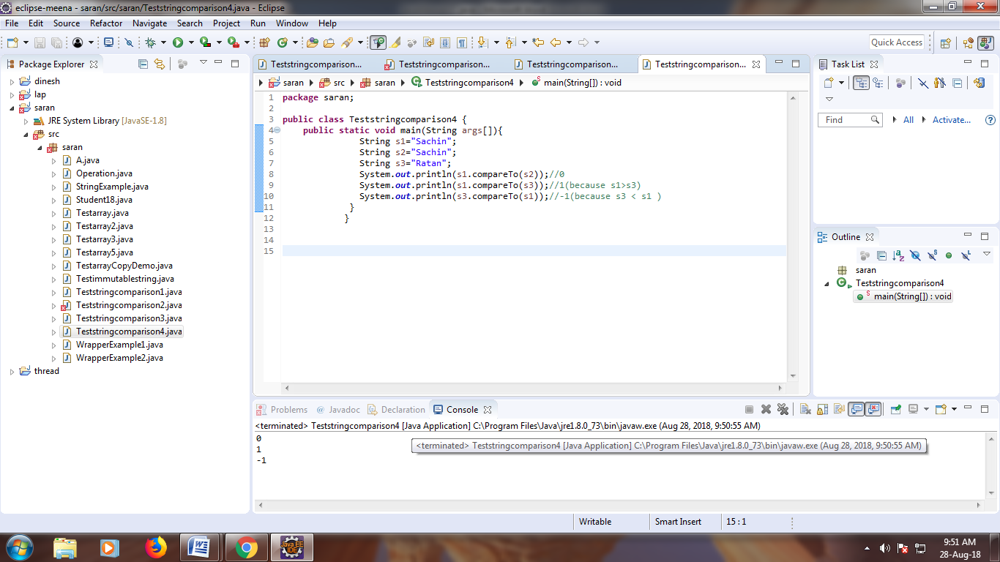 eclipse-meena - saran/src/saran/Teststringcomparison4.java - Eclipse
File Edit Source Refactor Navigate Search Project Run Window Help
Quick Access
Package Explorer
dinesh
lap
saran
JRE System Library [JavaSE-1.8]
src
saran
A.java
Operation.java
StringExample.java
Student18.java
Testarray.java
Testarray2.java
Testarray3.java
Testarray5.java
TestarrayCopyDemo.java
Testimmutablestring.java
Teststringcomparison1.java
Teststringcomparison2.java
Teststringcomparison3.java
Teststringcomparison4.java
WrapperExample1.java
WrapperExample2.java
thread
Teststringcomparison... Teststringcomparison... Teststringcomparison... Teststringcomparison...
saran src saran Teststringcomparison4 main(String[]) : void
1 package saran;
2
3 public class Teststringcomparison4 {
4 public static void main(String args[]){
5 String s1="Sachin";
6 String s2="Sachin";
7 String s3="Ratan";
8 System.out.println(s1.compareTo(s2));//0
9 System.out.println(s1.compareTo(s3));//1(because s1>s3)
10 System.out.println(s3.compareTo(s1));//-1(because s3 < s1 )
11 }
12 }
13
14
15
Task List
Find All Activate...
Outline
saran
Teststringcomparison4
main(String[]) : void
Problems @ Javadoc Declaration Console
<terminated> Teststringcomparison4 [Java Application] C:\Program Files\Java\jre1.8.0_73\bin\javaw.exe (Aug 28, 2018, 9:50:55 AM)
0
<terminated> Teststringcomparison4 [Java Application] C:\Program Files\Java\jre1.8.0_73\bin\javaw.exe (Aug 28, 2018, 9:50:55 AM)
1
-1
Writable Smart Insert 15 : 1
Java EE
IDE
9:51 AM
28-Aug-18